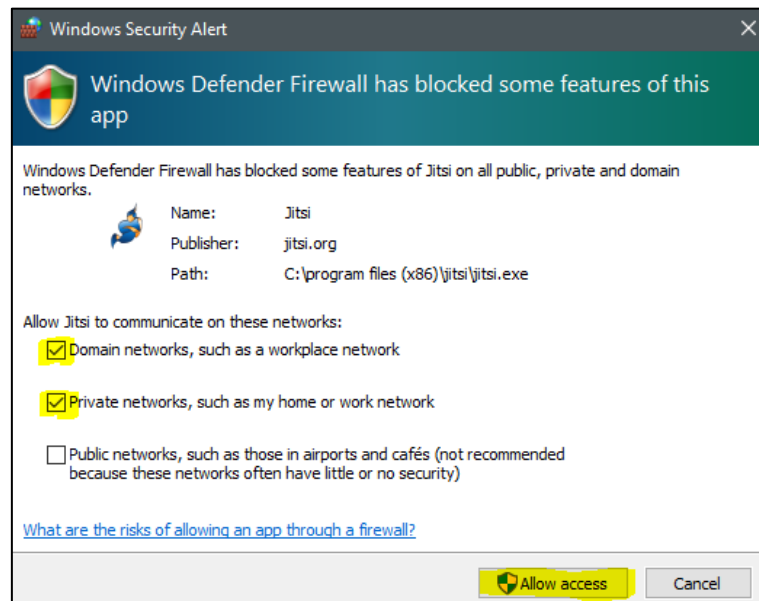 Windows Security Alert
Windows Defender Firewall has blocked some features of this
app
Windows Defender Firewall has blocked some features of Jitsi on all public, private and domain
networks.
Name: Jitsi
Publisher: jitsi.org
Path: C:\program files (x86)\jitsi\jitsi.exe
Allow Jitsi to communicate on these networks:
Domain networks, such as a workplace network
Private networks, such as my home or work network
Public networks, such as those in airports and cafés (not recommended
because these networks often have little or no security)
What are the risks of allowing an app through a firewall?
Allow access Cancel